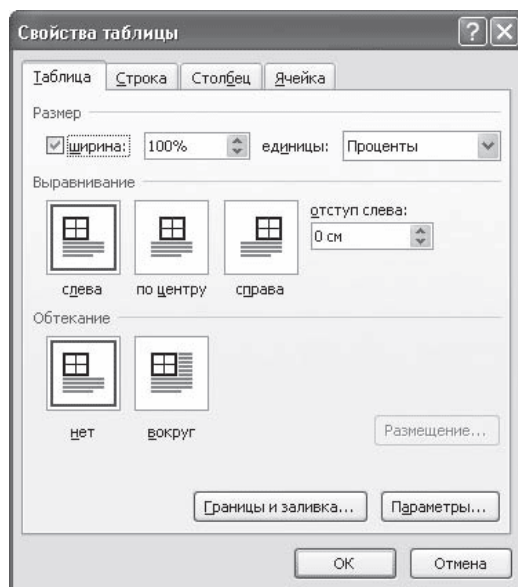 Свойства таблицы
Таблица Строка Столбец Ячейка
Размер
ширина: 100% единицы: Проценты
Выравнивание
отступ слева:
0 см
слева по центру справа
Обтекание
нет вокруг
Размещение...
Границы и заливка... Параметры...
ОК Отмена